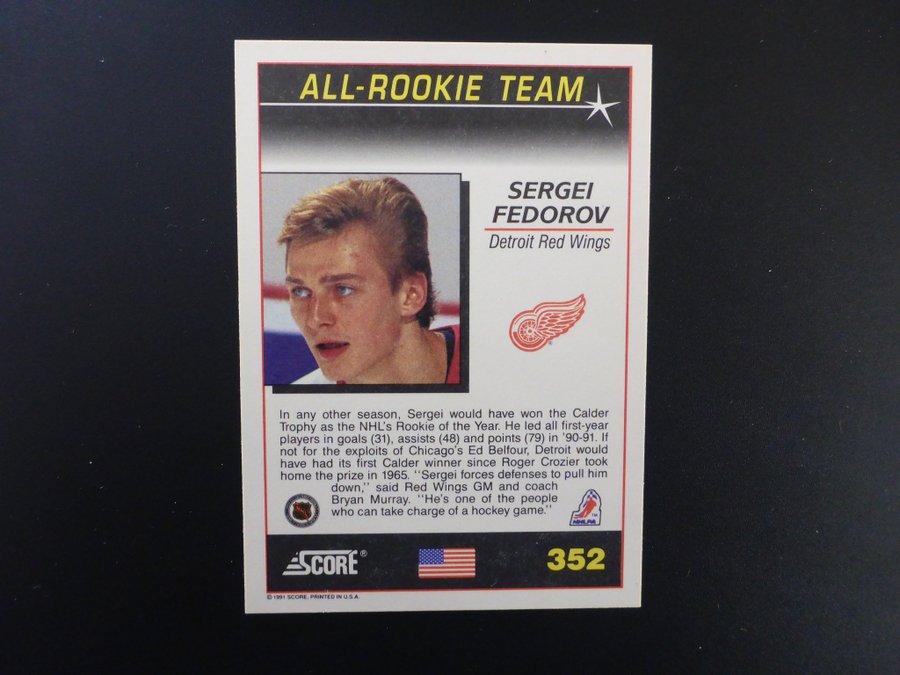 ALL-ROOKIE TEAM
SERGEI
FEDOROV
Detroit Red Wings
In any other season, Sergei would have won the Calder
Trophy as the NHL's Rookie of the Year. He led all first-year
players in goals (31), assists (48) and points (79) in '90-91. If
not for the exploits of Chicago's Ed Belfour, Detroit would
have had its first Calder winner since Roger Crozier took
home the prize in 1965. "Sergei forces defenses to pull him
down," said Red Wings GM and coach
Bryan Murray. "He's one of the people
who can take charge of a hockey game."
NHLPA
TM
SCORE®
352
© 1991 SCORE, PRINTED IN U.S.A.